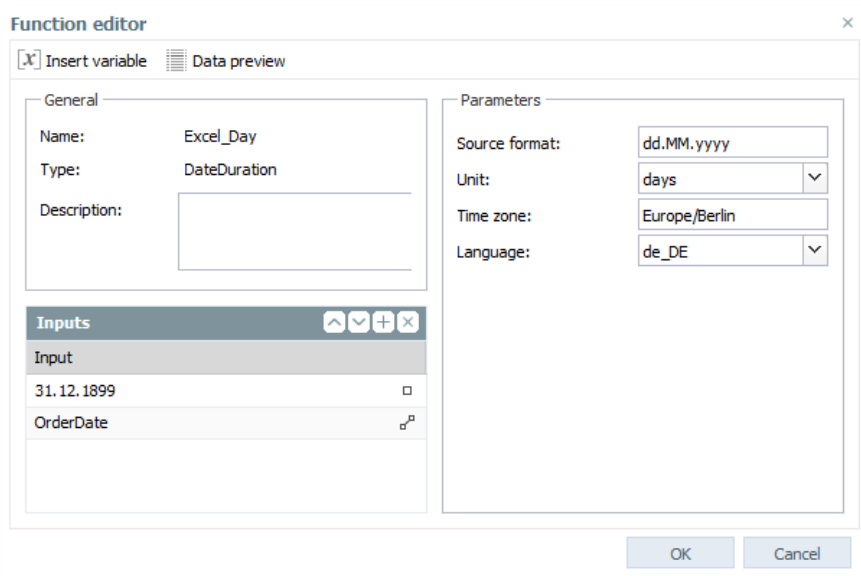 Function editor
[x] Insert variable Data preview
General
Name: Excel_Day
Type: DateDuration
Description:
Parameters
Source format: dd.MM.yyyy
Unit: days
Time zone: Europe/Berlin
Language: de_DE
Inputs
Input
31.12.1899
OrderDate
OK Cancel